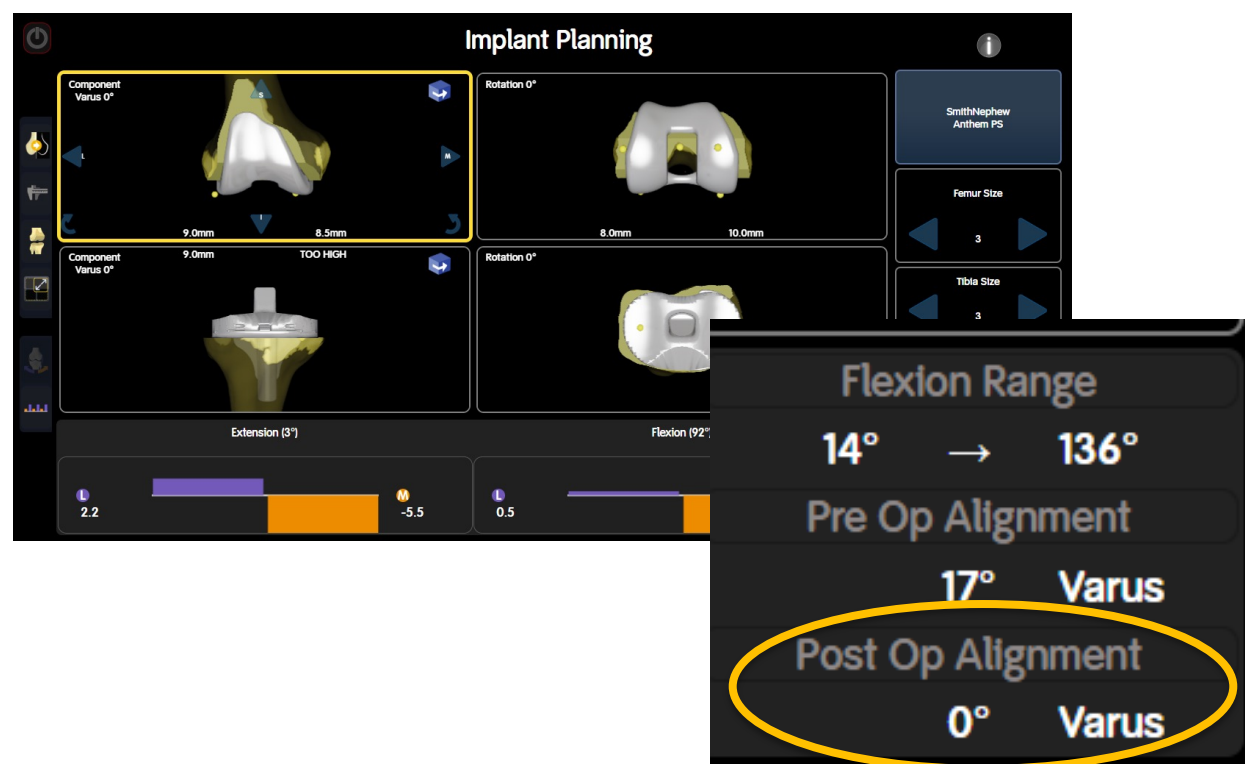 Implant Planning
i
Component
Varus 0°
S
L
M
I
9.0mm 8.5mm
Rotation 0°
8.0mm 10.0mm
SmithNephew
Anthem PS
Femur Size
3
Component
Varus 0°
9.0mm TOO HIGH
Rotation 0°
Tibia Size
3
Extension (3°)
L
2.2
M
-5.5
Flexion (92°
L
0.5
Flexion Range
14° → 136°
Pre Op Alignment
17° Varus
Post Op Alignment
0° Varus